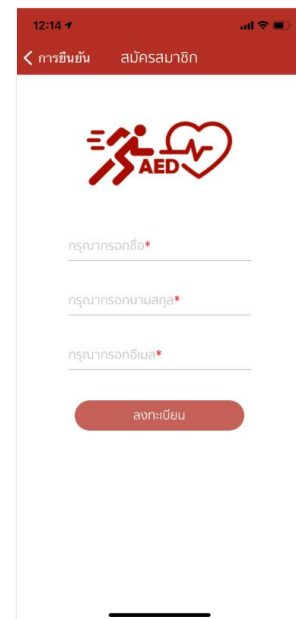 12:14
การยืนยัน สมัครสมาชิก
AED
กรุณากรอกชื่อ*
กรุณากรอกนามสกุล*
กรุณากรอกอีเมล*
ลงทะเบียน